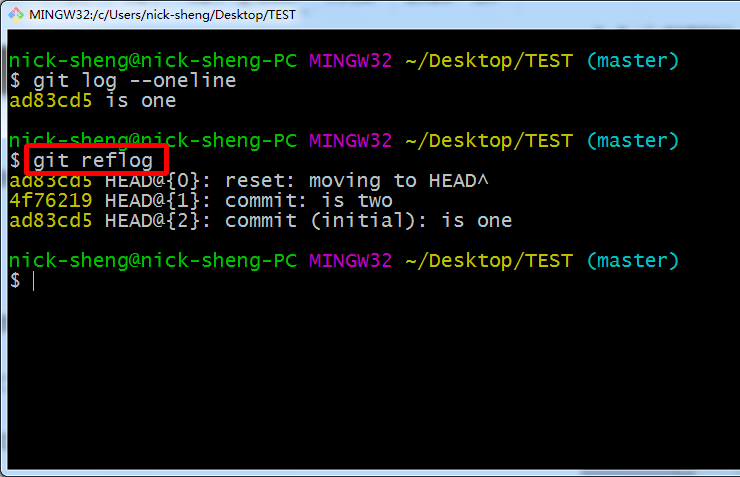 MINGW32:/c/Users/nick-sheng/Desktop/TEST
nick-sheng@nick-sheng-PC MINGW32 ~/Desktop/TEST (master)
$ git log --oneline
ad83cd5 is one
nick-sheng@nick-sheng-PC MINGW32 ~/Desktop/TEST (master)
$ git reflog
ad83cd5 HEAD@{0}: reset: moving to HEAD^
4f76219 HEAD@{1}: commit: is two
ad83cd5 HEAD@{2}: commit (initial): is one
nick-sheng@nick-sheng-PC MINGW32 ~/Desktop/TEST (master)
$